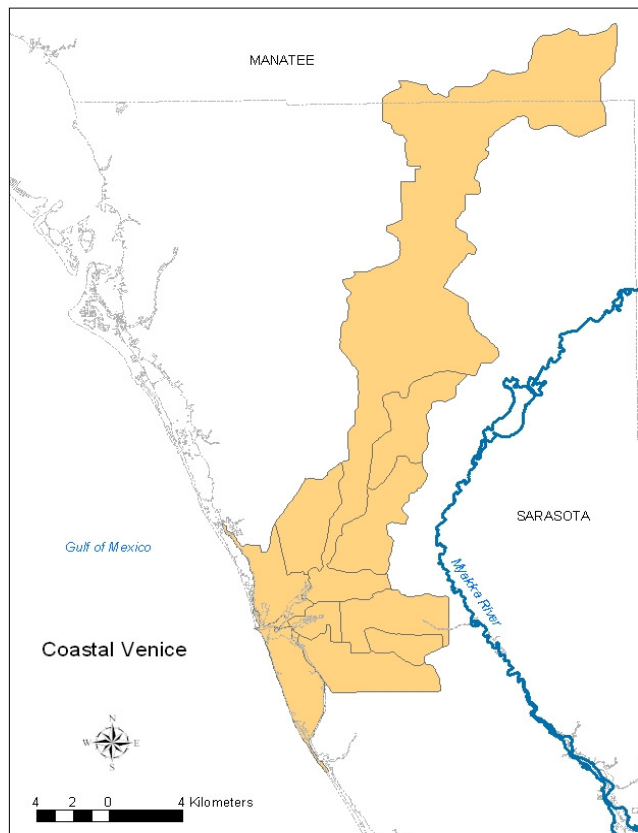 MANATEE
SARASOTA
Gulf of Mexico
Myakka River
Coastal Venice
N
W E
S
4 2 0 4 Kilometers